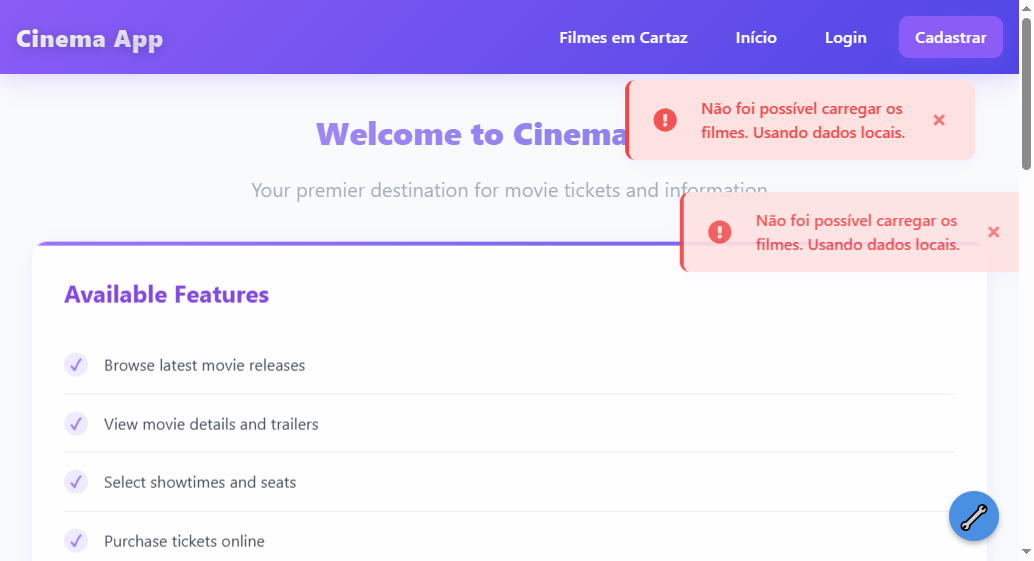 Cinema App
Filmes em Cartaz
Início
Login
Cadastrar
Não foi possível carregar os
filmes. Usando dados locais.
Welcome to Cinema
Your premier destination for movie tickets and information
Não foi possível carregar os
filmes. Usando dados locais.
Available Features
Browse latest movie releases
View movie details and trailers
Select showtimes and seats
Purchase tickets online